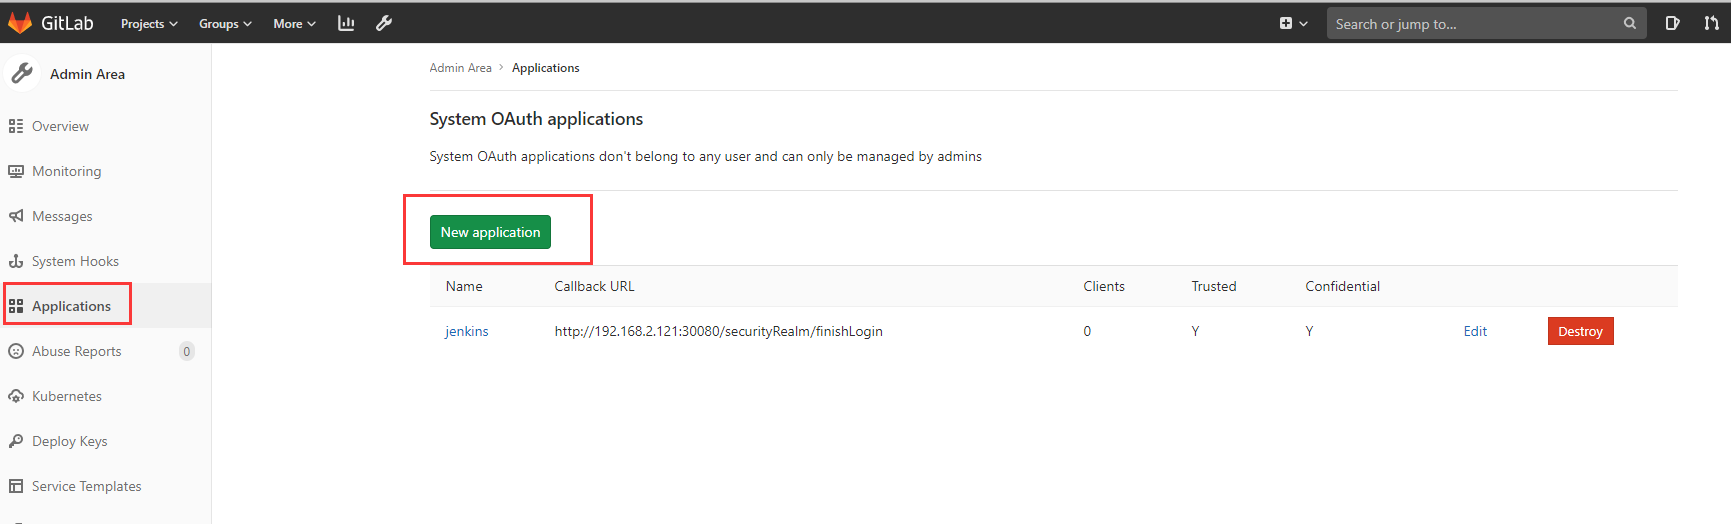 GitLab Projects Groups More Search or jump to...
Admin Area
Overview
Monitoring
Messages
System Hooks
Applications
Abuse Reports 0
Kubernetes
Deploy Keys
Service Templates
Admin Area › Applications
System OAuth applications
System OAuth applications don't belong to any user and can only be managed by admins
New application
Name Callback URL Clients Trusted Confidential
jenkins http://192.168.2.121:30080/securityRealm/finishLogin 0 Y Y Edit Destroy